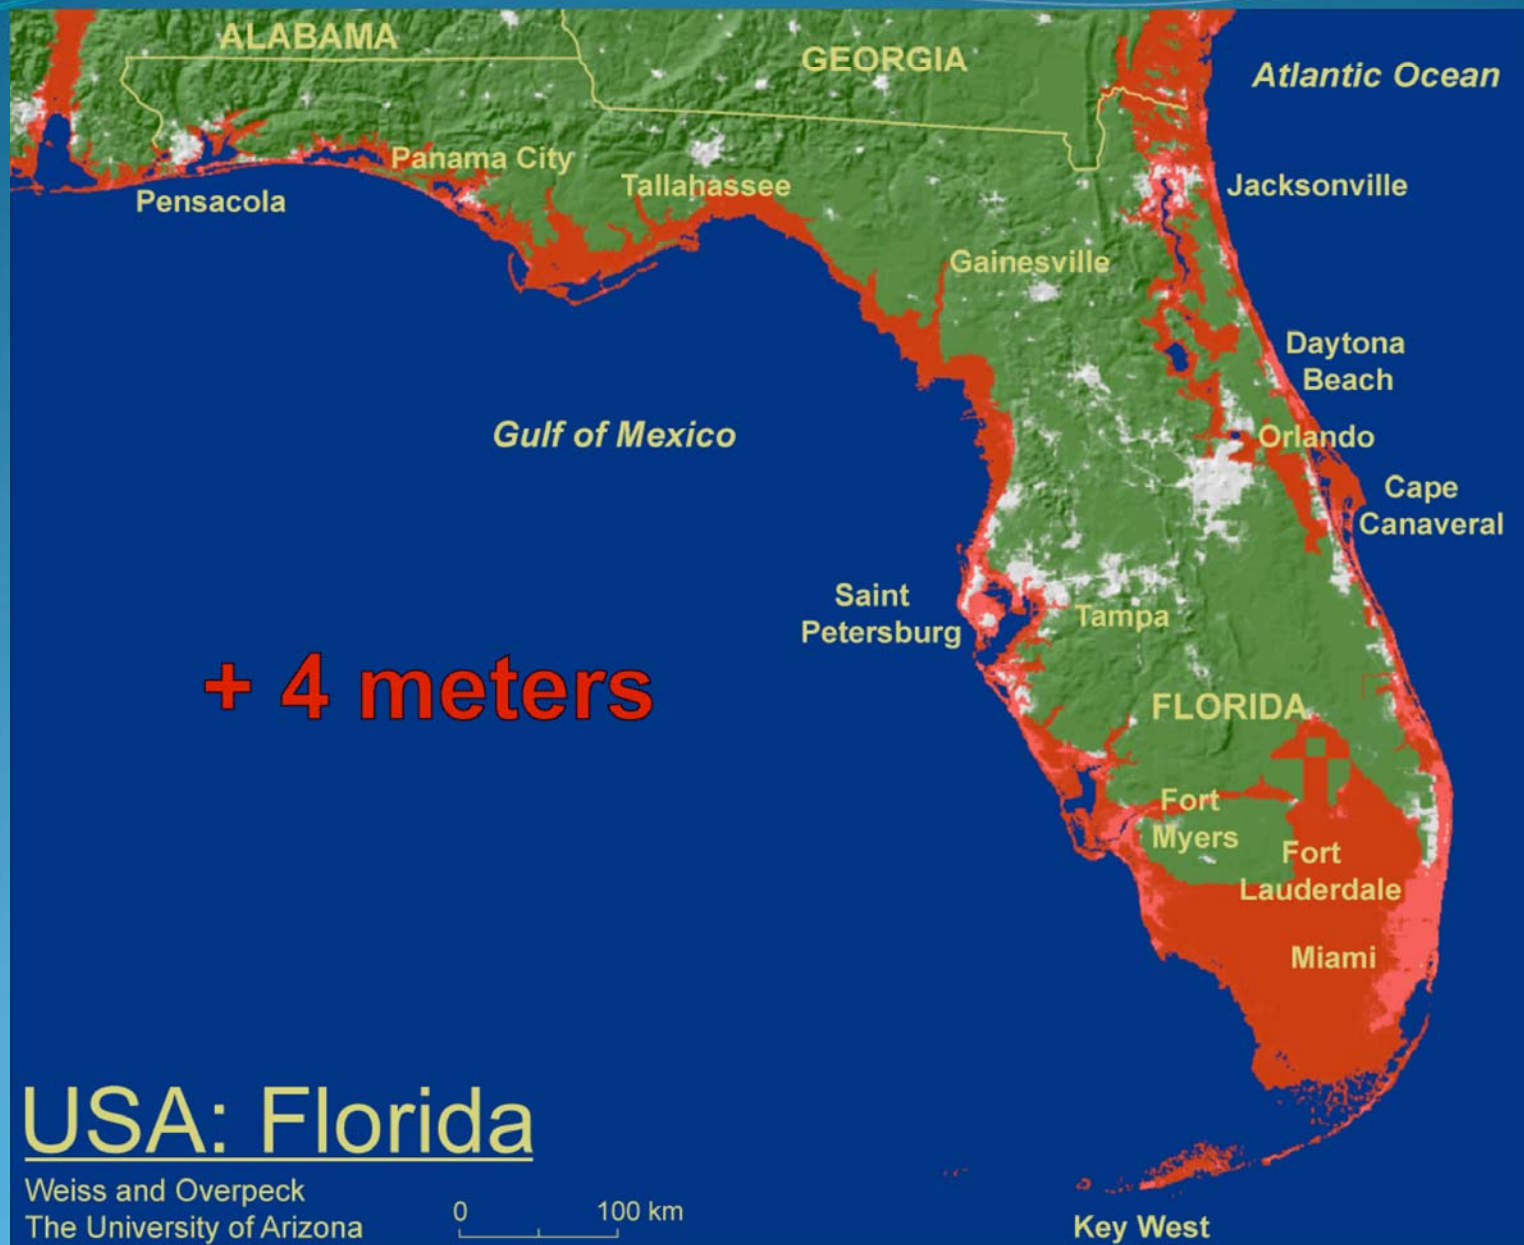 ALABAMA
GEORGIA
Atlantic Ocean
Panama City
Pensacola
Tallahassee
Jacksonville
Gainesville
Daytona
Beach
Gulf of Mexico
Orlando
Cape
Canaveral
Saint
Petersburg
Tampa
+ 4 meters
FLORIDA
Fort
Myers
Fort
Lauderdale
Miami
USA: Florida
Weiss and Overpeck
The University of Arizona
0 100 km
Key West